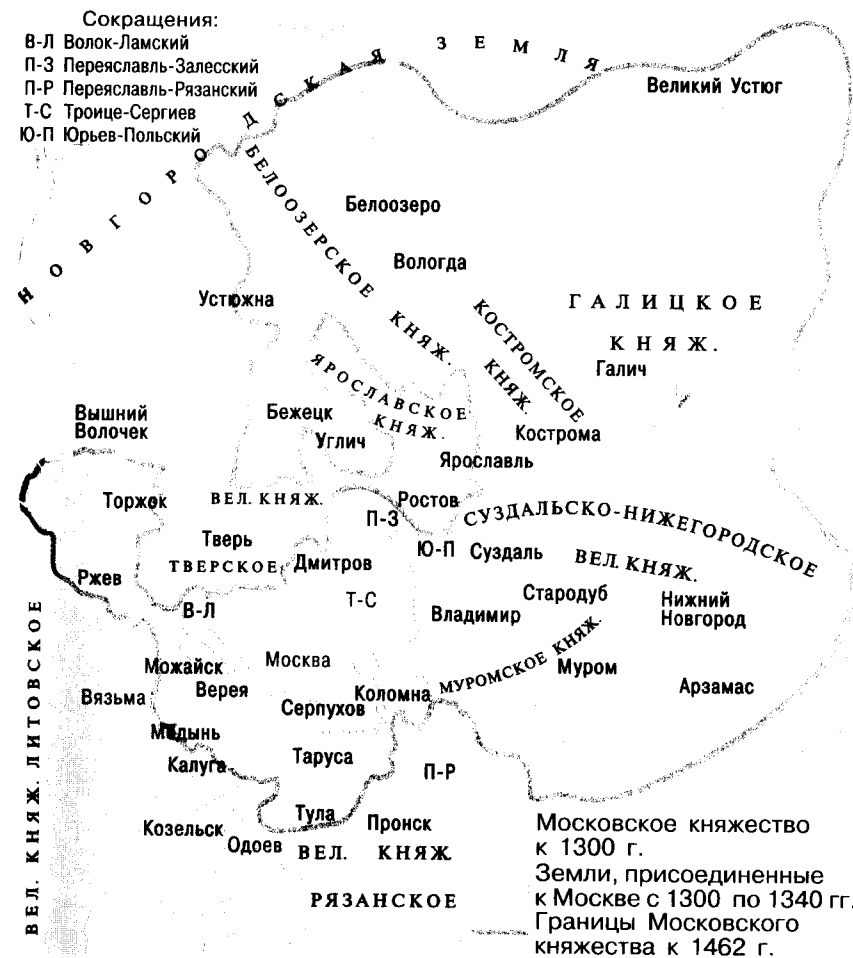 Сокращения:
В-Л Волок-Ламский
П-З Переяславль-Залесский
П-Р Переяславль-Рязанский
Т-С Троице-Сергиев
Ю-П Юрьев-Польский
НОВГОРОДСКАЯ ЗЕМЛЯ
Великий Устюг
БЕЛООЗЕРСКОЕ КНЯЖ.
Белоозеро
Вологда
Устюжна
ГАЛИЦКОЕ
КНЯЖ.
Галич
КОСТРОМСКОЕ
КНЯЖ.
ЯРОСЛАВСКОЕ
КНЯЖ.
Вышний
Волочек
Бежецк
Углич
Кострома
Ярославль
Торжок
ВЕЛ. КНЯЖ.
Ростов
П-З
СУЗДАЛЬСКО-НИЖЕГОРОДСКОЕ
ВЕЛ. КНЯЖ.
Тверь
ТВЕРСКОЕ
Дмитров
Ю-П
Суздаль
Ржев
В-Л
Т-С
Стародуб
Владимир
Нижний
Новгород
Можайск
Москва
МУРОМСКОЕ КНЯЖ.
Муром
Вязьма
Верея
Коломна
Арзамас
Серпухов
Медынь
Калуга
Таруса
П-Р
Козельск
Одоев
Тула
Пронск
ВЕЛ. КНЯЖ.
РЯЗАНСКОЕ
ВЕЛ. КНЯЖ. ЛИТОВСКОЕ
Московское княжество
к 1300 г.
Земли, присоединенные
к Москве с 1300 по 1340 гг.
Границы Московского
княжества к 1462 г.